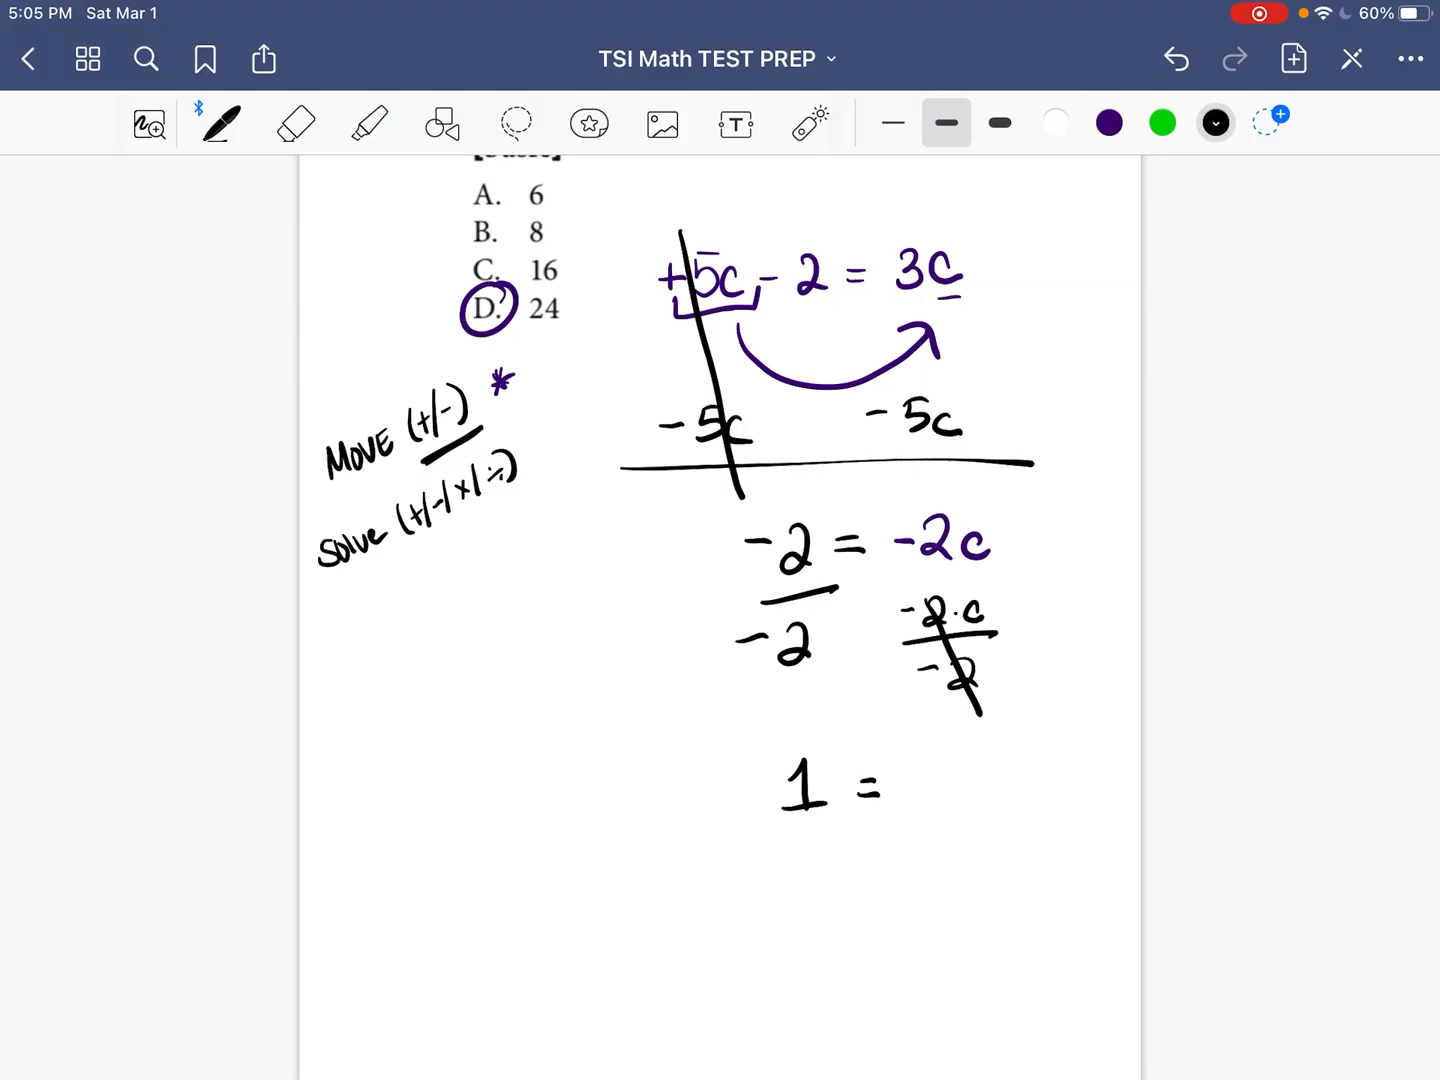 5:05 PM Sat Mar 1
60%
TSI Math TEST PREP
T
A. 6
B. 8
C. 16
D. 24
+5c - 2 = 3c
- 5c - 5c
MOVE (+/-) *
Solve (+/-/×/÷)
-2 = -2c
-2 -2·c
-2
1 =